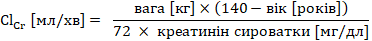 Cl_Cr [мл/хв] = вага [кг] × (140 − вік [років]) / 72 × креатинін сироватки [мг/дл]